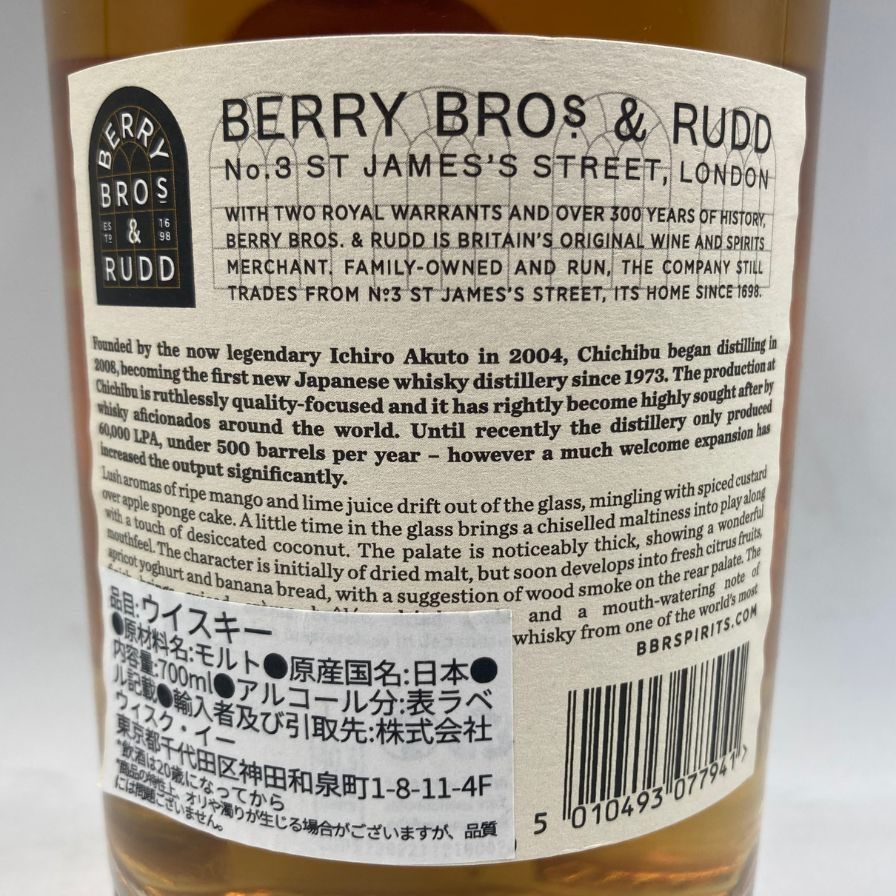 BERRY
BROS
ESTD 1698
&
RUDD
BERRY BROS & RUDD
No.3 ST JAMES'S STREET, LONDON
WITH TWO ROYAL WARRANTS AND OVER 300 YEARS OF HISTORY,
BERRY BROS. & RUDD IS BRITAIN'S ORIGINAL WINE AND SPIRITS
MERCHANT. FAMILY-OWNED AND RUN, THE COMPANY STILL
TRADES FROM Nº3 ST JAMES'S STREET, ITS HOME SINCE 1698.
Founded by the now legendary Ichiro Akuto in 2004, Chichibu began distilling in
2008, becoming the first new Japanese whisky distillery since 1973. The production at
Chichibu is ruthlessly quality-focused and it has rightly become highly sought after by
whisky aficionados around the world. Until recently the distillery only produced
60,000 LPA, under 500 barrels per year – however a much welcome expansion has
increased the output significantly.
Lush aromas of ripe mango and lime juice drift out of the glass, mingling with spiced custard
over apple sponge cake. A little time in the glass brings a chiselled maltiness into play along
with a touch of desiccated coconut. The palate is noticeably thick, showing a wonderful
mouthfeel. The character is initially of dried malt, but soon develops into fresh citrus fruits,
apricot yoghurt and banana bread, with a suggestion of wood smoke on the rear palate. The
and a mouth-watering note of
whisky from one of the world's most
BBRSPIRITS.COM
品目:ウイスキー
●原材料名:モルト●原産国名:日本●
内容量:700ml●アルコール分:表ラベ
ル記載●輸入者及び引取先:株式会社
ウィスク・イー
東京都千代田区神田和泉町1-8-11-4F
*飲酒は20歳になってから
*商品の特性上、オリや濁りが生じる場合がございますが、品質
には問題ございません。
5 010493 077941 >